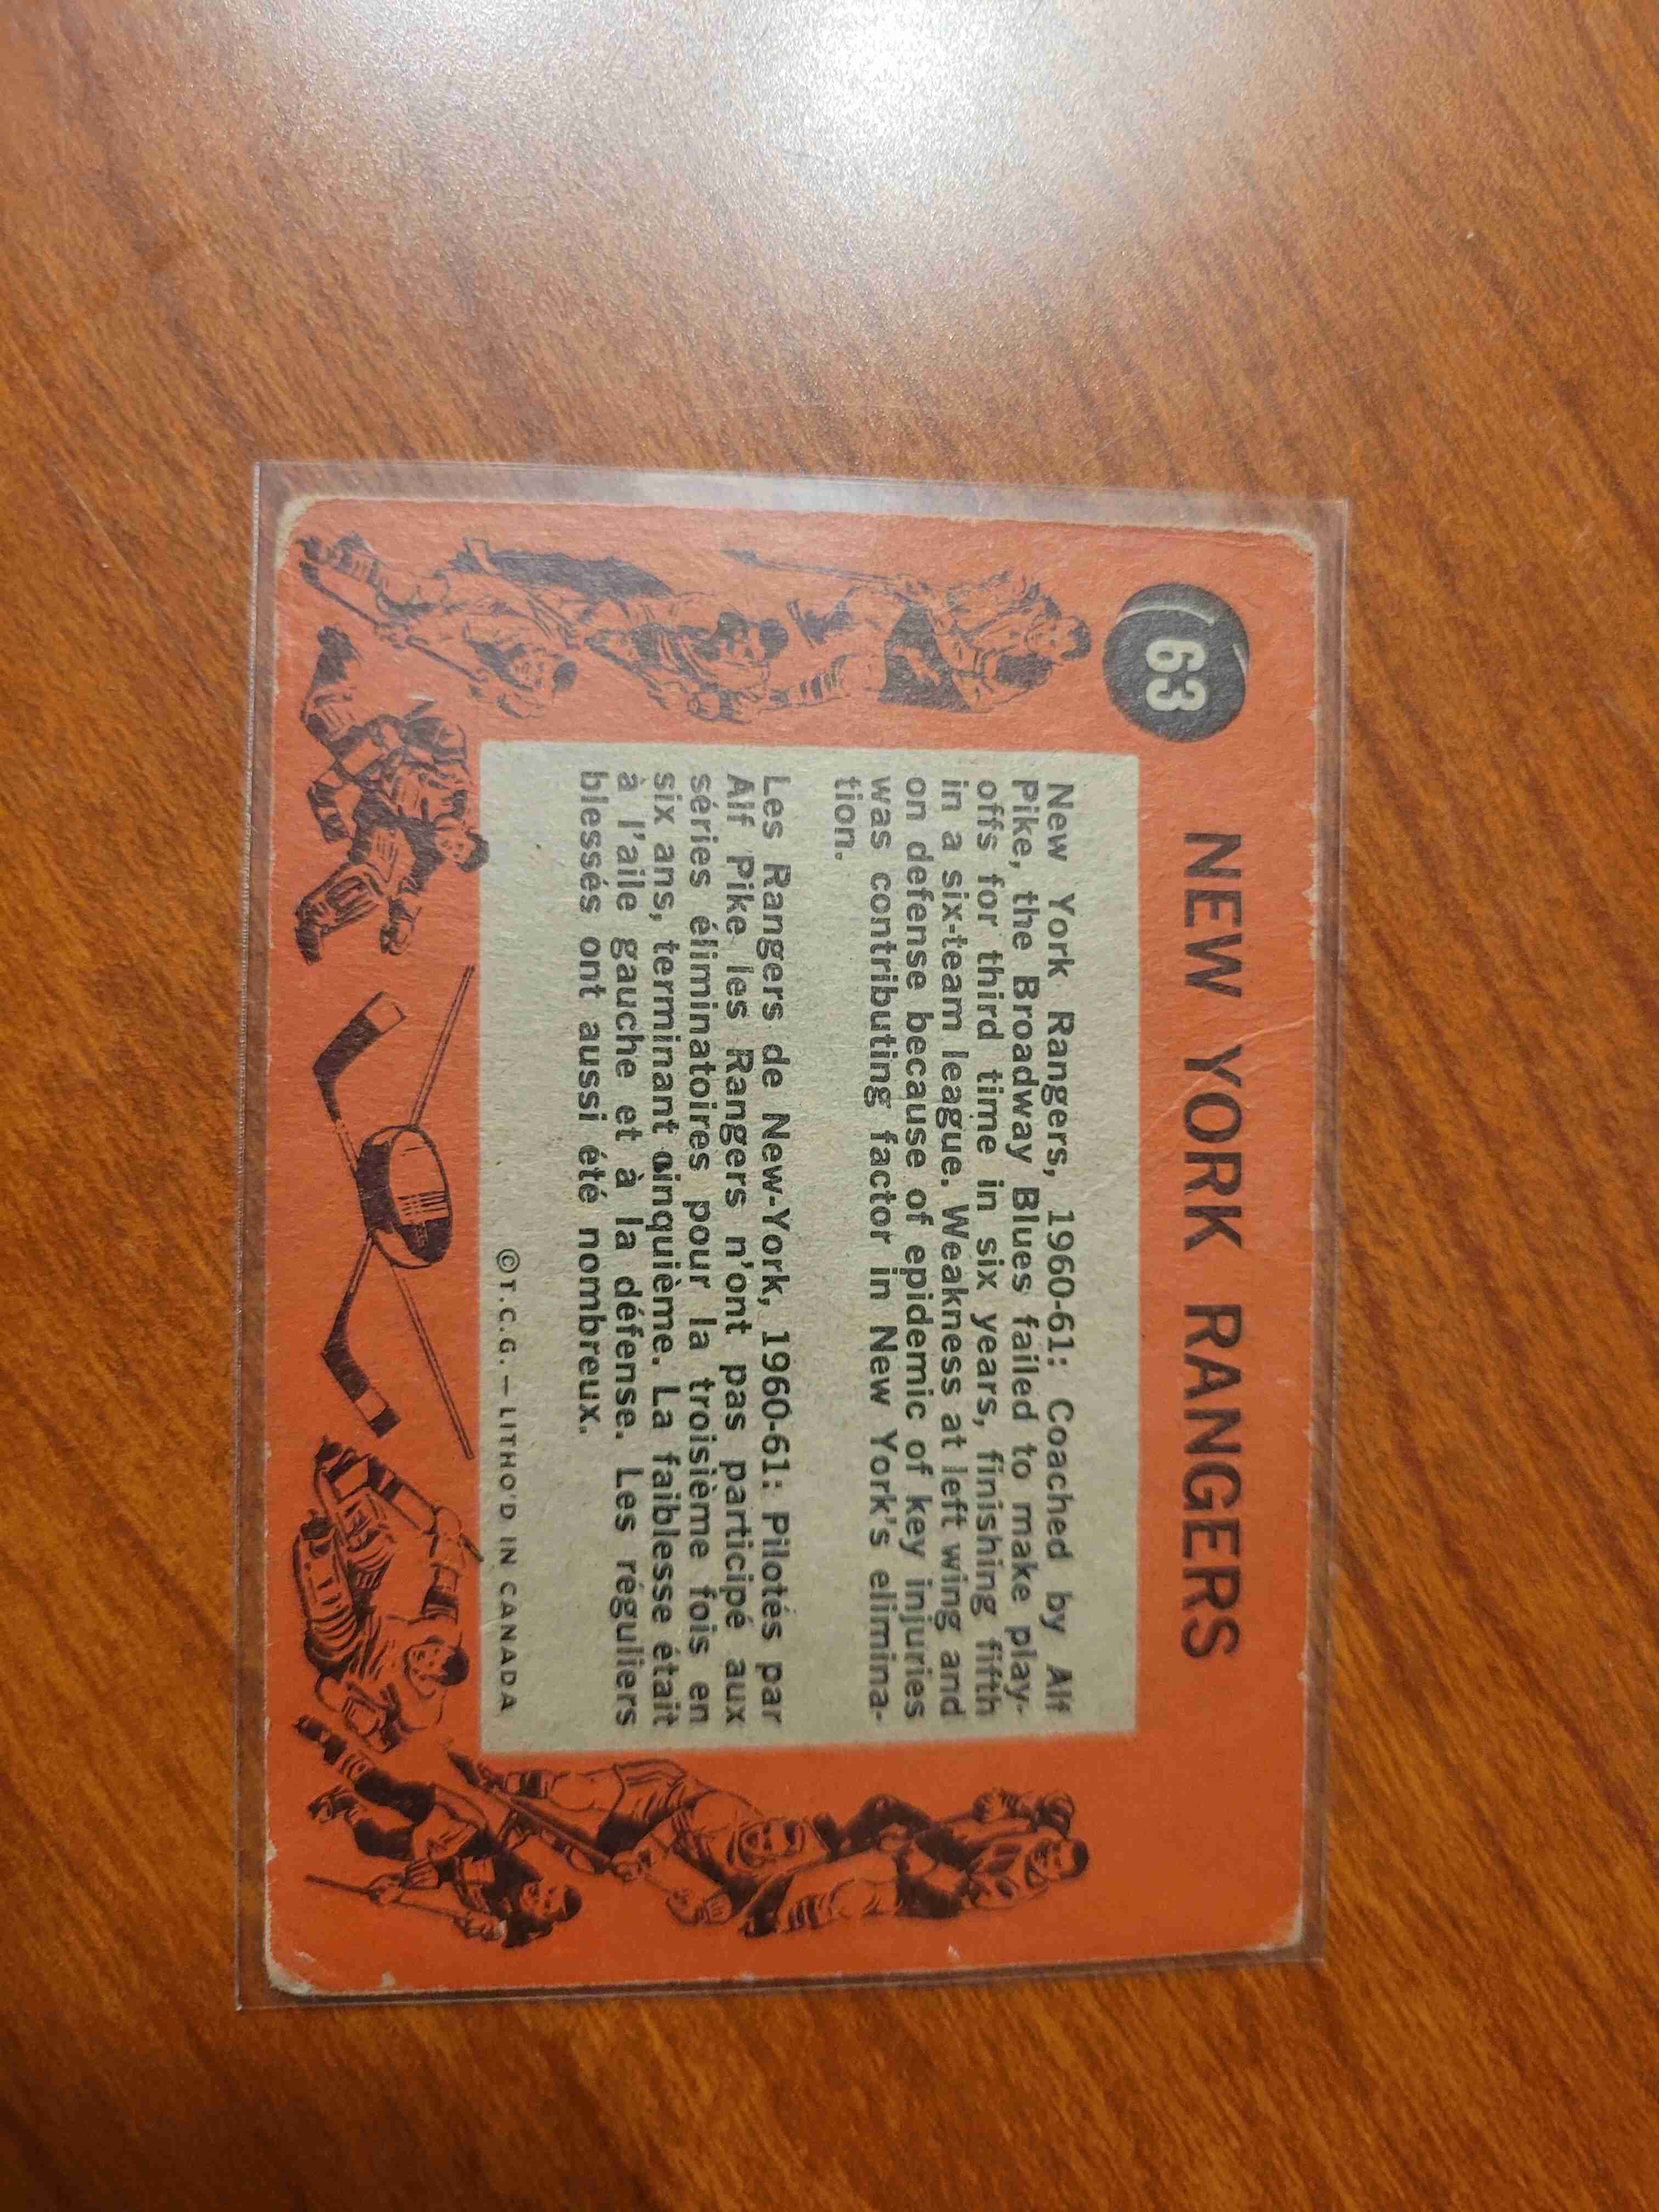 63
NEW YORK RANGERS
New York Rangers, 1960-61: Coached by Alf
Pike, the Broadway Blues failed to make play-
offs for third time in six years, finishing fifth
in a six-team league. Weakness at left wing and
on defense because of epidemic of key injuries
was contributing factor in New York's elimina-
tion.
Les Rangers de New-York, 1960-61: Pilotés par
Alf Pike les Rangers n'ont pas participé aux
séries éliminatoires pour la troisième fois en
six ans, terminant cinquième. La faiblesse était
à l'aile gauche et à la défense. Les réguliers
blessés ont aussi été nombreux.
©T.C.G.—LITHO'D IN CANADA